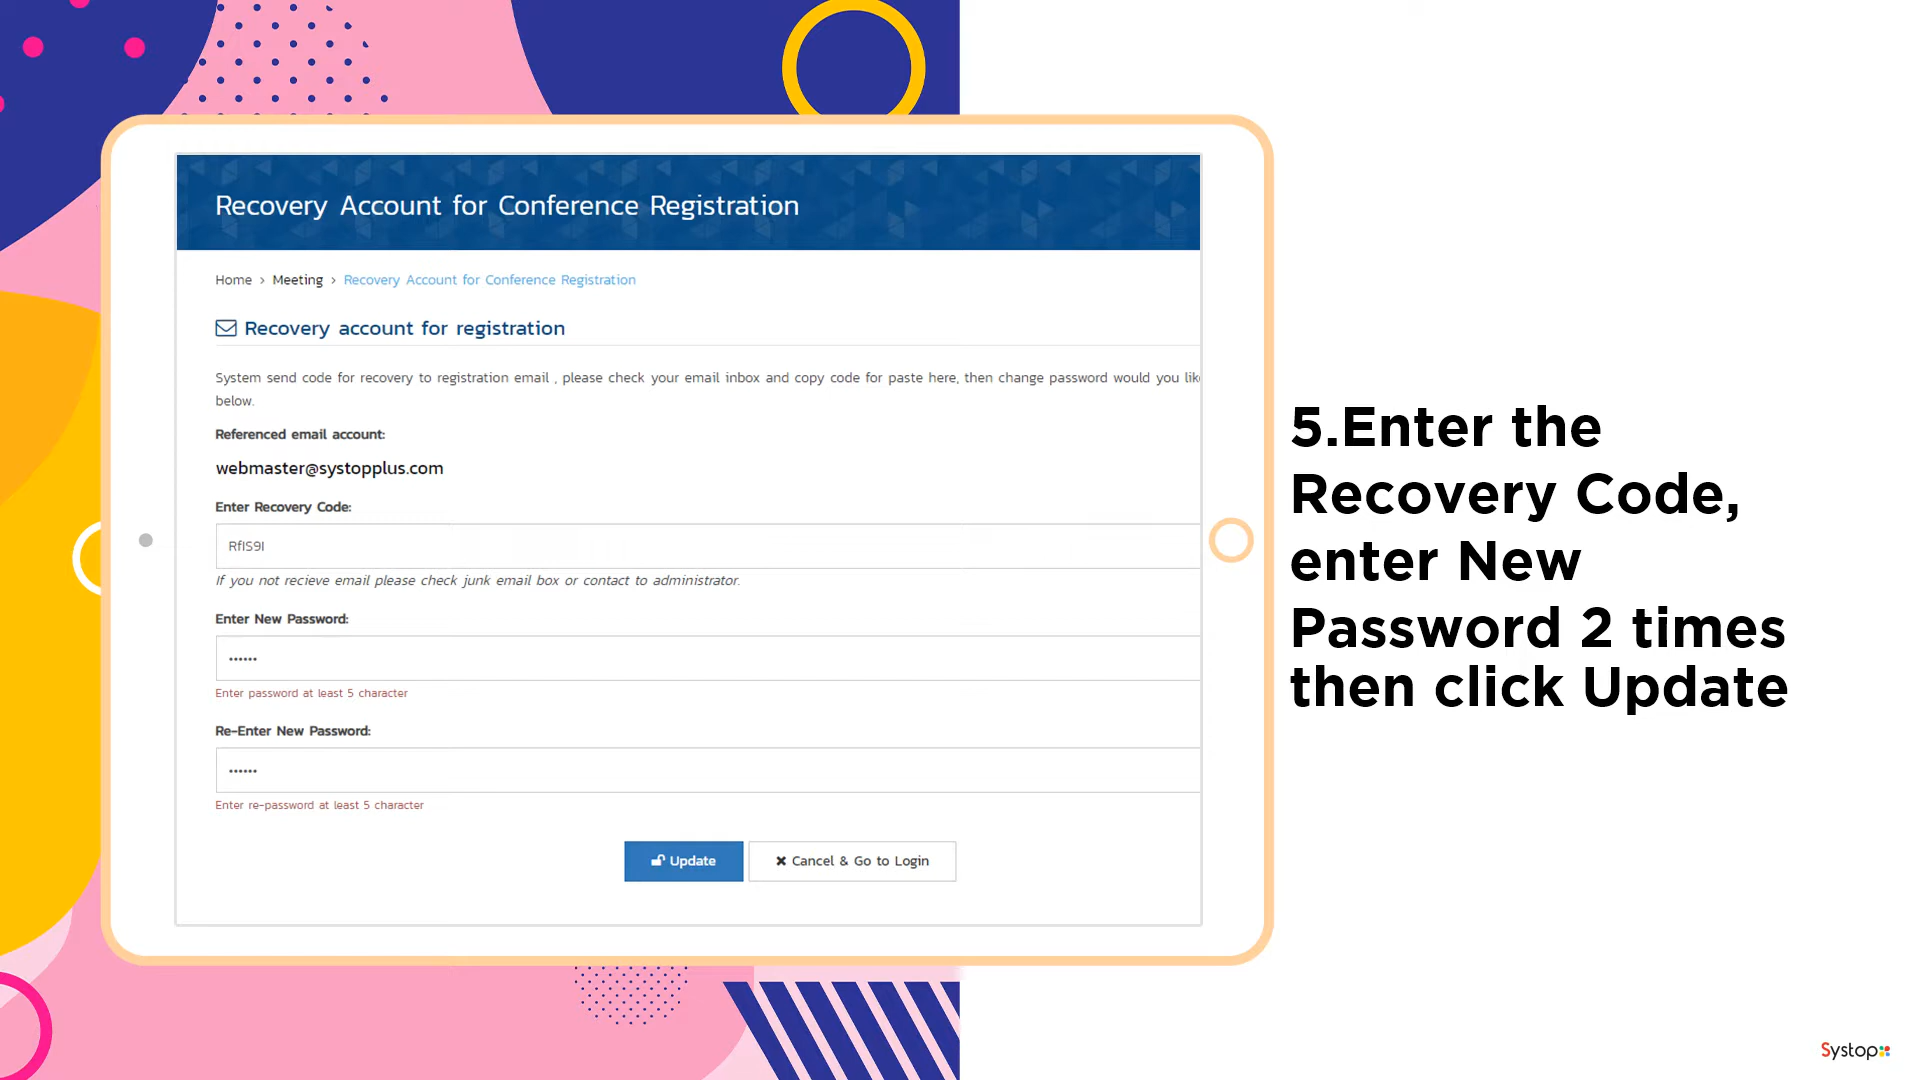 Recovery Account for Conference Registration
Home > Meeting > Recovery Account for Conference Registration
Recovery account for registration
System send code for recovery to registration email , please check your email inbox and copy code for paste here, then change password would you lik
below.
Referenced email account:
webmaster@systopplus.com
Enter Recovery Code:
If you not recieve email please check junk email box or contact to administrator.
Enter New Password:
••••••
Enter password at least 5 character
Re-Enter New Password:
••••••
Enter re-password at least 5 character
Update
Cancel & Go to Login
5.Enter the
Recovery Code,
enter New
Password 2 times
then click Update
Systop